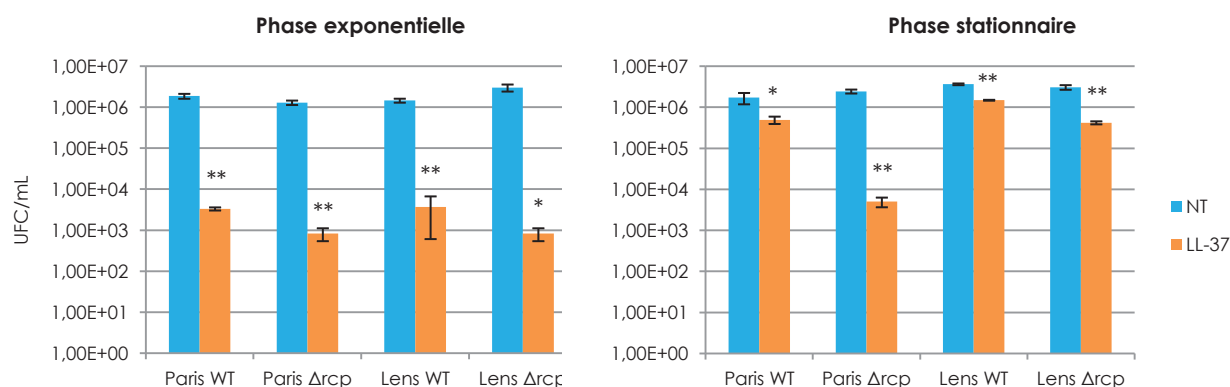 Phase exponentielle
1,00E+07
1,00E+06
1,00E+05
1,00E+04
1,00E+03
1,00E+02
1,00E+01
1,00E+00
UFC/mL
** ** ** *
Paris WT Paris Δrcp Lens WT Lens Δrcp
Phase stationnaire
1,00E+07
1,00E+06
1,00E+05
1,00E+04
1,00E+03
1,00E+02
1,00E+01
1,00E+00
* ** ** **
Paris WT Paris Δrcp Lens WT Lens Δrcp
NT
LL-37